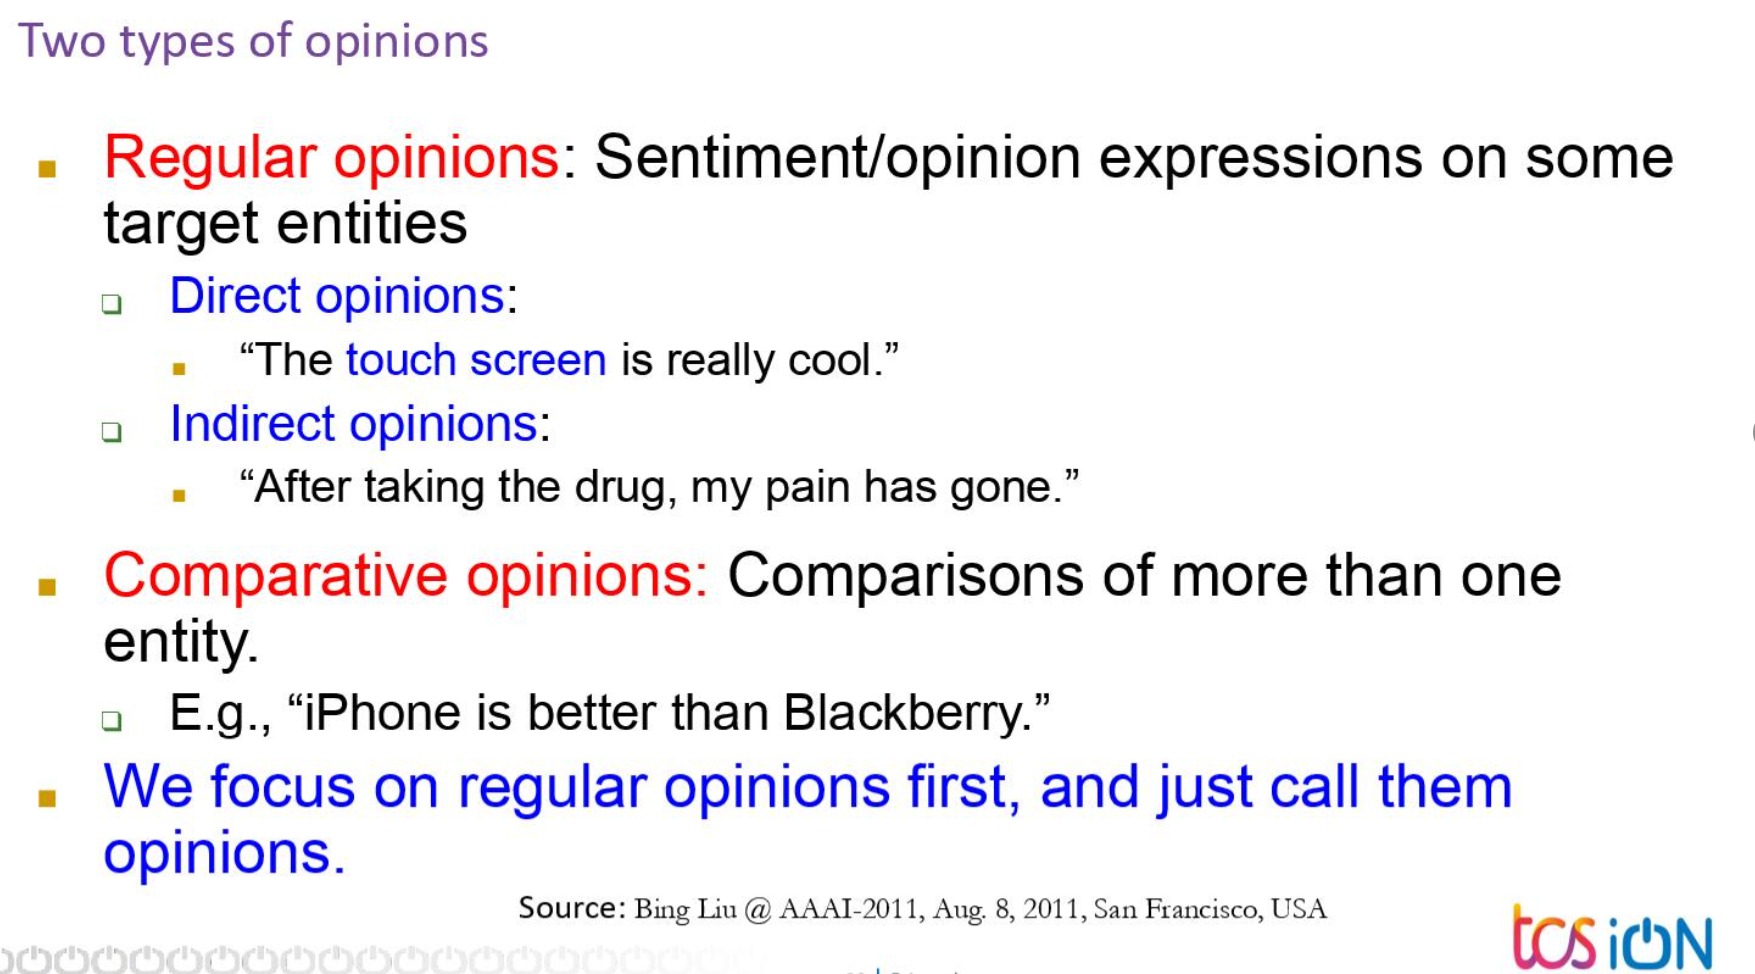 Two types of opinions
Regular opinions: Sentiment/opinion expressions on some
target entities
Direct opinions:
“The touch screen is really cool.”
Indirect opinions:
“After taking the drug, my pain has gone.”
Comparative opinions: Comparisons of more than one
entity.
E.g., “iPhone is better than Blackberry.”
We focus on regular opinions first, and just call them
opinions.
Source: Bing Liu @ AAAI-2011, Aug. 8, 2011, San Francisco, USA
tcs iON